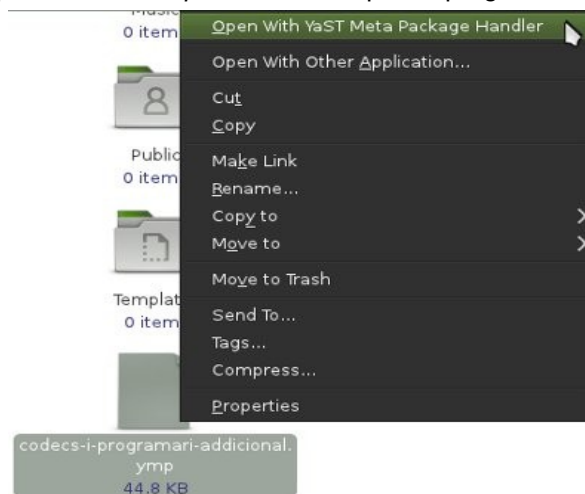 0 item
Open With YaST Meta Package Handler
Open With Other Application...
Cut
Copy
Public
0 item
Make Link
Rename...
Copy to
Move to
Move to Trash
Templat
0 item
Send To...
Tags...
Compress...
Properties
codecs-i-programari-addicional.
ymp
44,8 KB